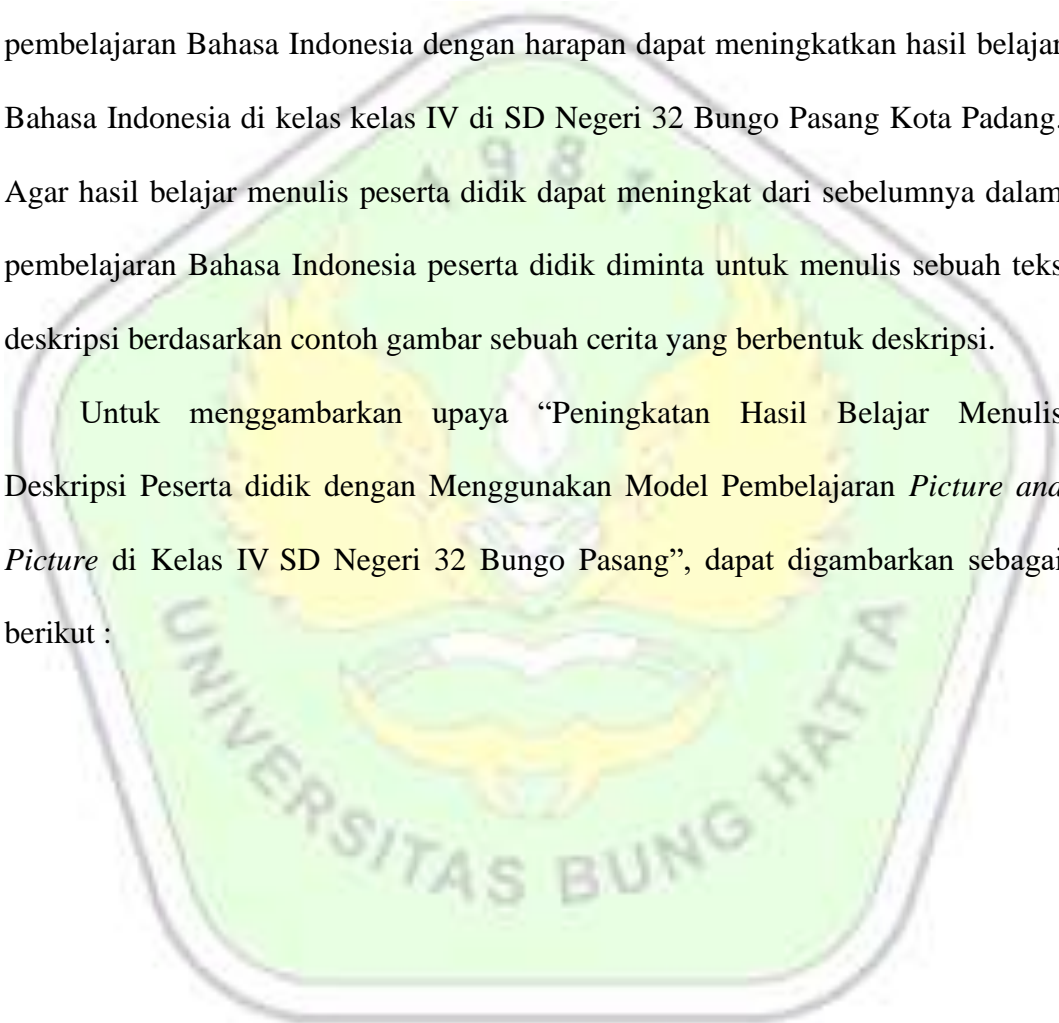 pembelajaran Bahasa Indonesia dengan harapan dapat meningkatkan hasil belajar
Bahasa Indonesia di kelas kelas IV di SD Negeri 32 Bungo Pasang Kota Padang.
Agar hasil belajar menulis peserta didik dapat meningkat dari sebelumnya dalam
pembelajaran Bahasa Indonesia peserta didik diminta untuk menulis sebuah teks
deskripsi berdasarkan contoh gambar sebuah cerita yang berbentuk deskripsi.
Untuk menggambarkan upaya “Peningkatan Hasil Belajar Menulis
Deskripsi Peserta didik dengan Menggunakan Model Pembelajaran Picture and
Picture di Kelas IV SD Negeri 32 Bungo Pasang”, dapat digambarkan sebagai
berikut :
UNIVERSITAS BUNG HATTA